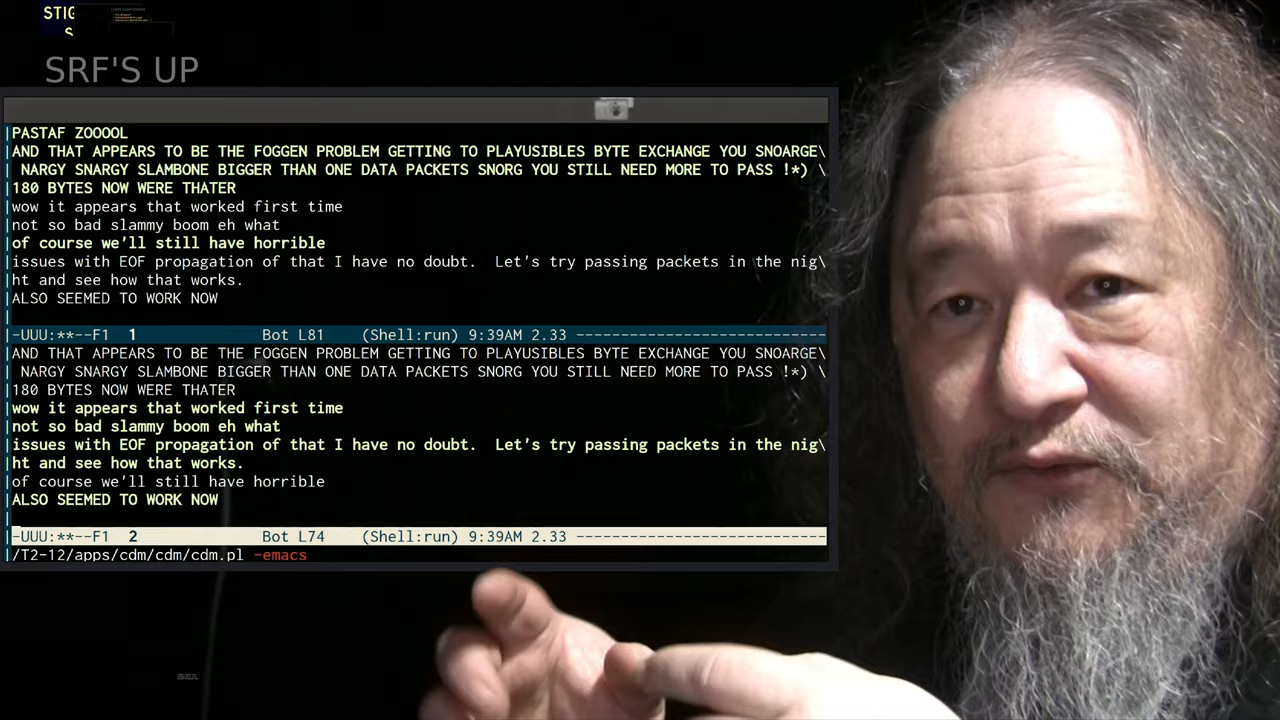 STIG
S
SRF'S UP
PASTAF ZOOOOL
AND THAT APPEARS TO BE THE FOGGEN PROBLEM GETTING TO PLAYUSIBLES BYTE EXCHANGE YOU SNOARGE\
NARGY SNARGY SLAMBONE BIGGER THAN ONE DATA PACKETS SNORG YOU STILL NEED MORE TO PASS !*) \
180 BYTES NOW WERE THATER
wow it appears that worked first time
not so bad slammy boom eh what
of course we'll still have horrible
issues with EOF propagation of that I have no doubt.  Let's try passing packets in the nig\
ht and see how that works.
ALSO SEEMED TO WORK NOW
-UUU:**--F1  1             Bot L81    (Shell:run) 9:39AM 2.33 ----------------------------
AND THAT APPEARS TO BE THE FOGGEN PROBLEM GETTING TO PLAYUSIBLES BYTE EXCHANGE YOU SNOARGE\
NARGY SNARGY SLAMBONE BIGGER THAN ONE DATA PACKETS SNORG YOU STILL NEED MORE TO PASS !*) \
180 BYTES NOW WERE THATER
wow it appears that worked first time
not so bad slammy boom eh what
issues with EOF propagation of that I have no doubt.  Let's try passing packets in the nig\
ht and see how that works.
of course we'll still have horrible
ALSO SEEMED TO WORK NOW
-UUU:**--F1  2             Bot L74    (Shell:run) 9:39AM 2.33 ----------------------------
/T2-12/apps/cdm/cdm/cdm.pl -emacs